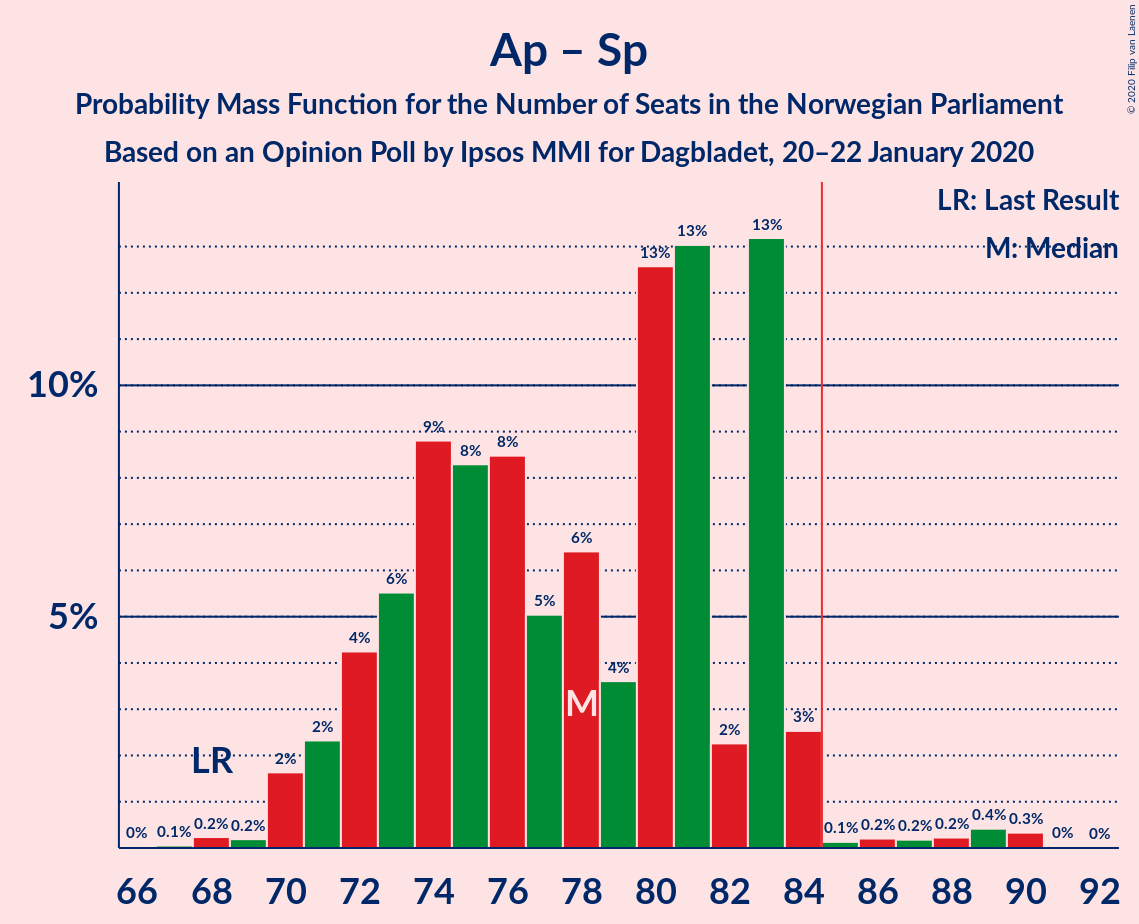 © 2020 Filip van Laenen
Ap – Sp
Probability Mass Function for the Number of Seats in the Norwegian Parliament
Based on an Opinion Poll by Ipsos MMI for Dagbladet, 20–22 January 2020
LR: Last Result
M: Median
10%
5%
0% 0.1% 0.2% 0.2% 2% 2% 4% 6% 9% 8% 8% 5% 6% 4% 13% 13% 2% 13% 3% 0.1% 0.2% 0.2% 0.2% 0.4% 0.3% 0% 0%
LR
M
66 68 70 72 74 76 78 80 82 84 86 88 90 92